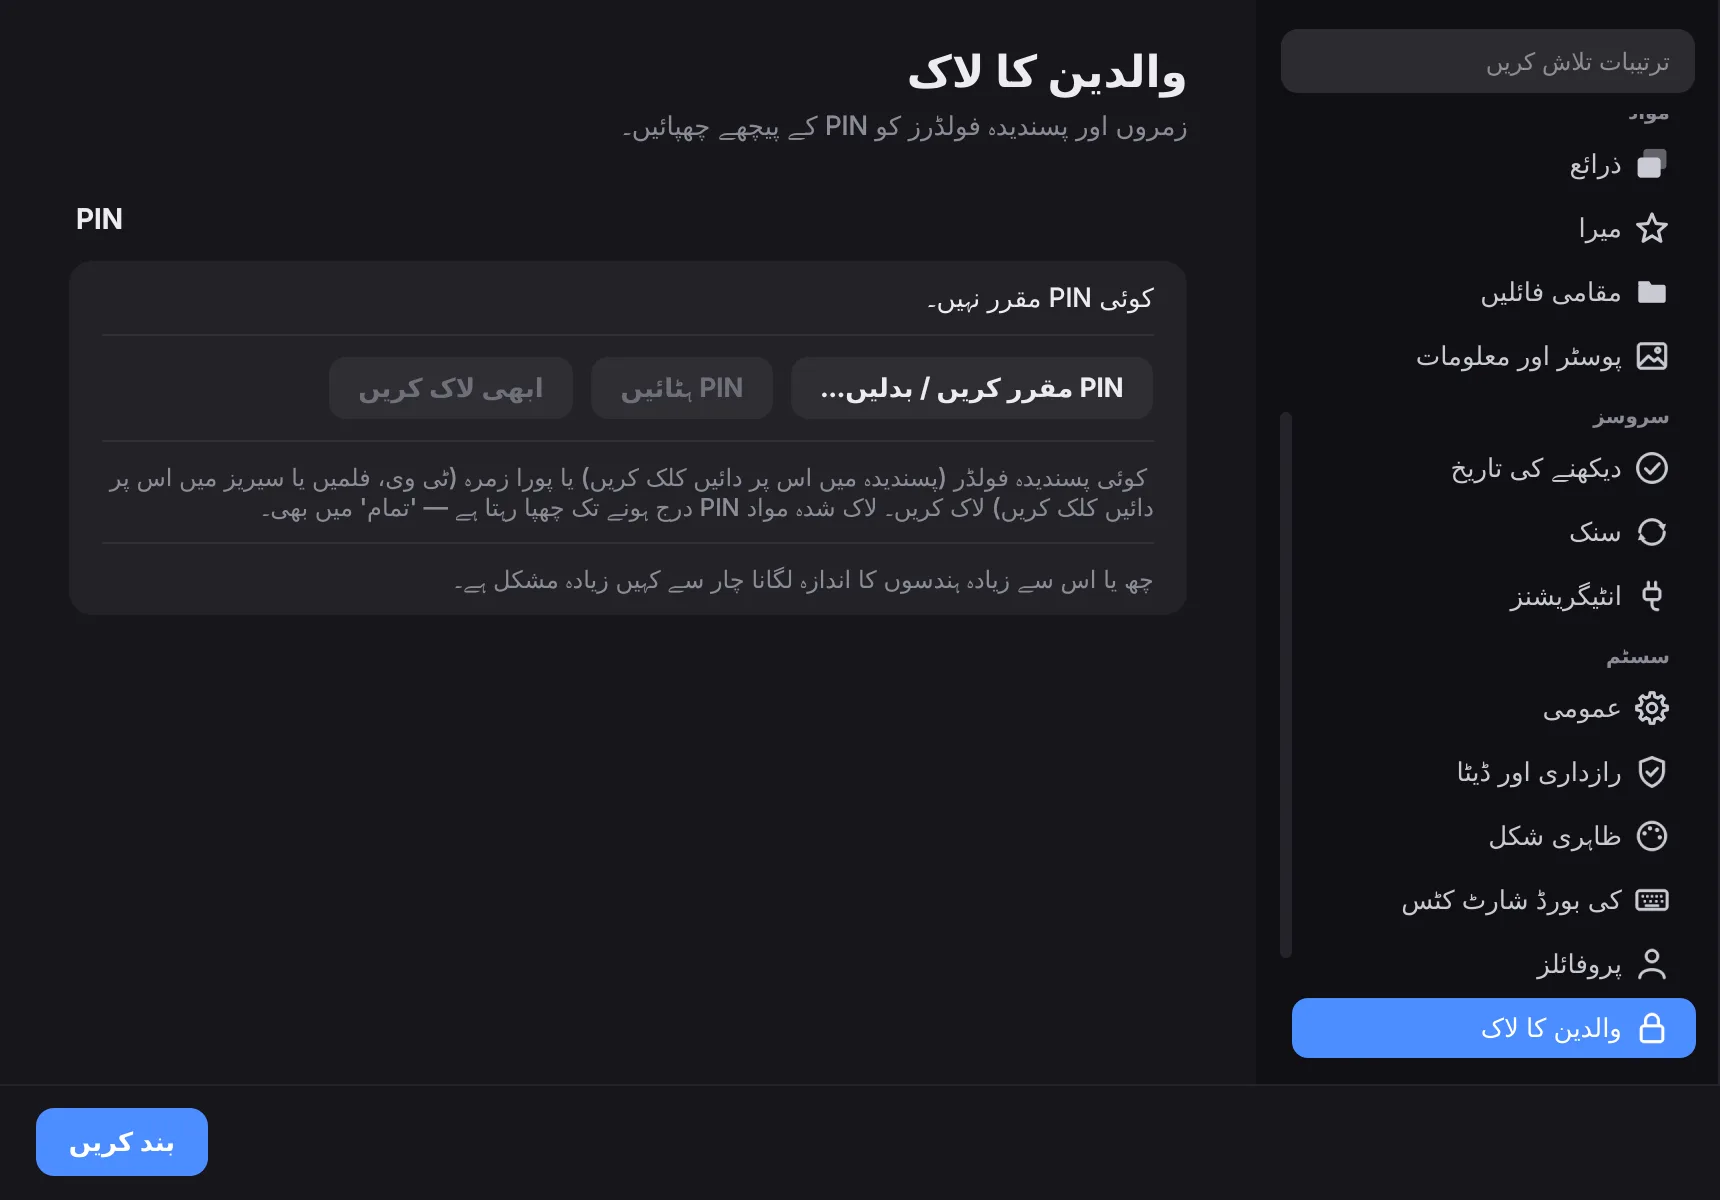 ترتیبات تلاش کریں
مواد
ذرائع
میرا
مقامی فائلیں
پوسٹر اور معلومات
سروسز
دیکھنے کی تاریخ
سنک
انٹیگریشنز
سسٹم
عمومی
رازداری اور ڈیٹا
ظاہری شکل
کی بورڈ شارٹ کٹس
پروفائلز
والدین کا لاک
والدین کا لاک
زمروں اور پسندیدہ فولڈرز کو PIN کے پیچھے چھپائیں۔
PIN
کوئی PIN مقرر نہیں۔
PIN مقرر کریں / بدلیں...
PIN ہٹائیں
ابھی لاک کریں
کوئی پسندیدہ فولڈر (پسندیدہ میں اس پر دائیں کلک کریں) یا پورا زمرہ (ٹی وی، فلمیں یا سیریز میں اس پر
دائیں کلک کریں) لاک کریں۔ لاک شدہ مواد PIN درج ہونے تک چھپا رہتا ہے — 'تمام' میں بھی۔
چھ یا اس سے زیادہ ہندسوں کا اندازہ لگانا چار سے کہیں زیادہ مشکل ہے۔
بند کریں